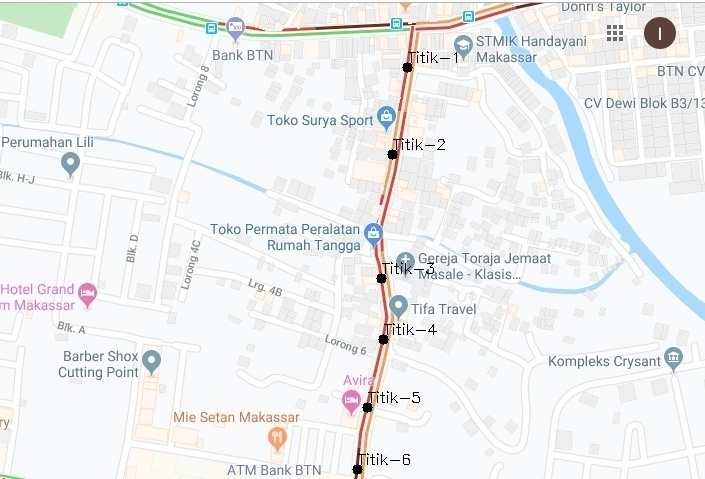 Donri's Taylor
I
STMIK Handayani
Makassar
Bank BTN
Titik-1
BTN CV
Lorong 8
CV Dewi Blok B3/13
Toko Surya Sport
Titik-2
Perumahan Lili
Blk. H-J
Toko Permata Peralatan
Rumah Tangga
Blk. D
Lorong 4C
Gereja Toraja Jemaat
Masale - Klasis...
Titik-3
Hotel Grand
m Makassar
Lrg. 4B
Tifa Travel
Blk. A
Titik-4
Lorong 6
Barber Shox
Cutting Point
Kompleks Crysant
Avira
Titik-5
Mie Setan Makassar
ry
Titik-6
ATM Bank BTN